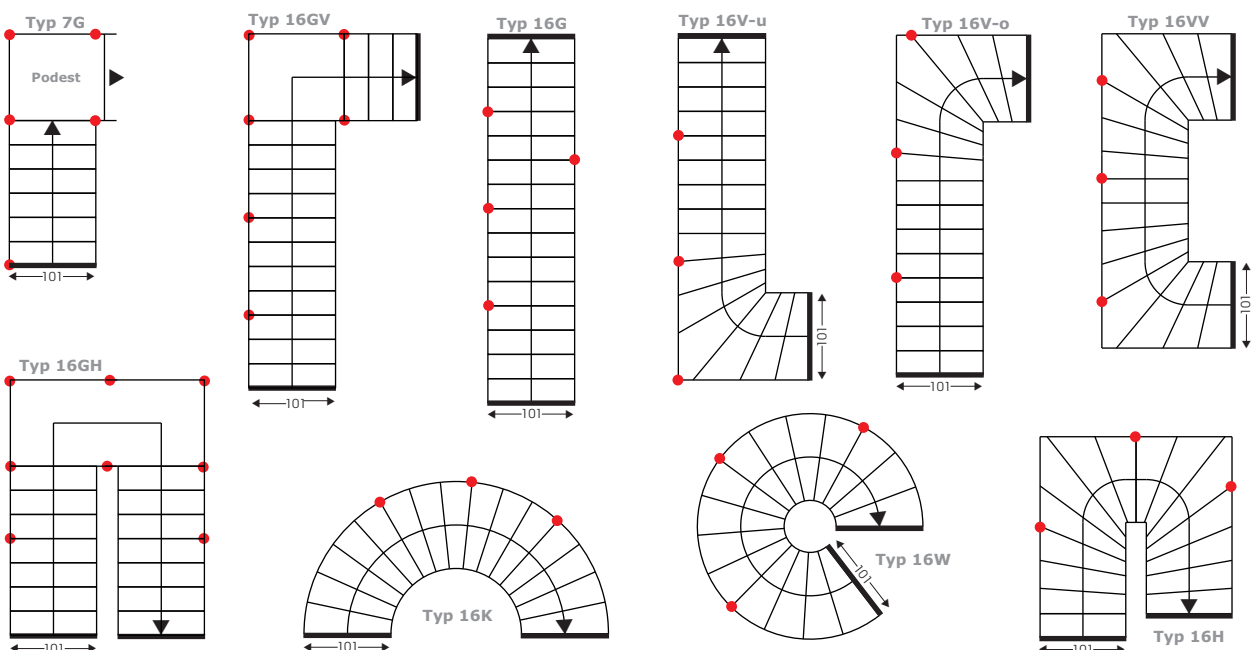 Typ 7G
Typ 16GV
Typ 16G
Typ 16V-u
Typ 16V-o
Typ 16VV
Podest
101
101
101
101
101
101
Typ 16GH
Typ 16K
Typ 16W
Typ 16H
101
101
101
101